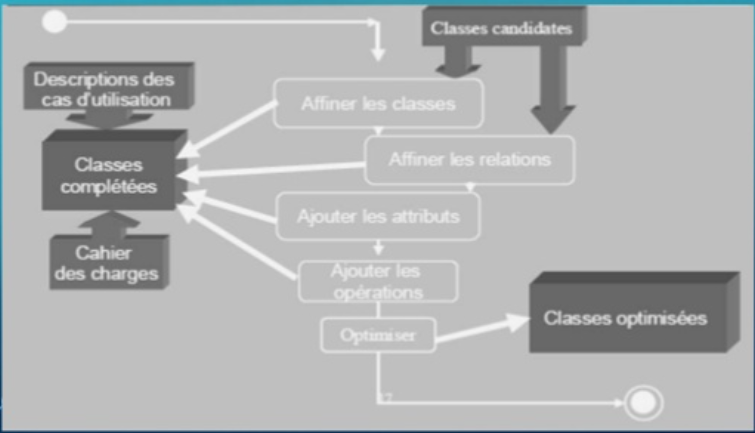 Classes candidates
Descriptions des
cas d'utilisation
Affiner les classes
Classes
complétées
Affiner les relations
Ajouter les attributs
Cahier
des charges
Ajouter les
opérations
Classes optimisées
Optimiser
17